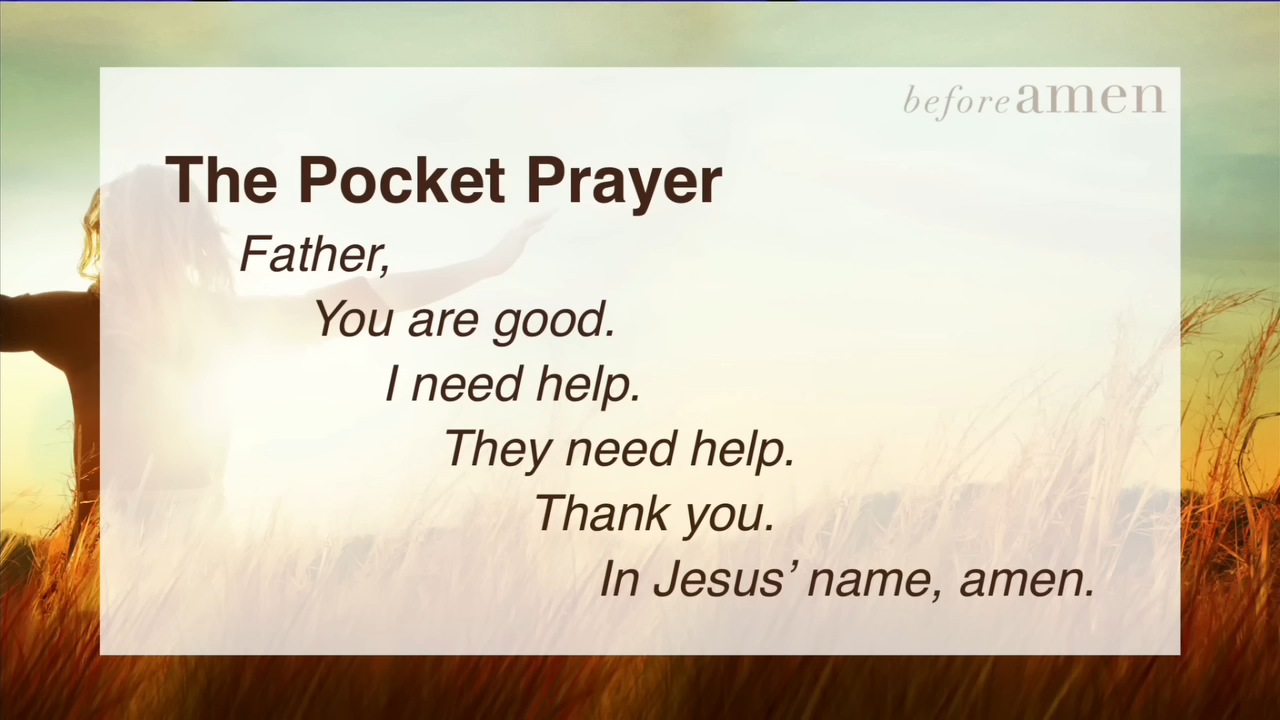 before amen
The Pocket Prayer
Father,
You are good.
I need help.
They need help.
Thank you.
In Jesus’ name, amen.